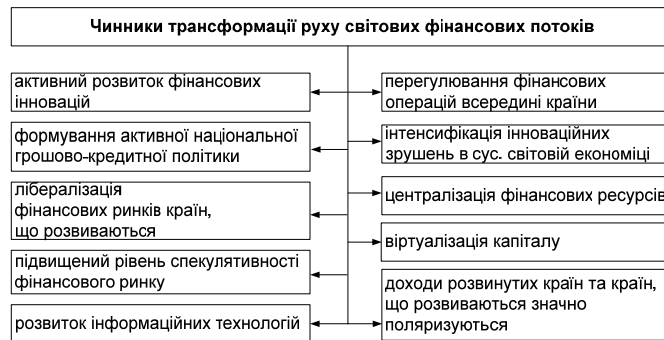 Чинники трансформації руху світових фінансових потоків
активний розвиток фінансових
інновацій
формування активної національної
грошово-кредитної політики
лібералізація
фінансових ринків країн,
що розвиваються
підвищений рівень спекулятивності
фінансового ринку
розвиток інформаційних технологій
перегулювання фінансових
операцій всередині країни
інтенсифікація інноваційних
зрушень в сус. світовій економіці
централізація фінансових ресурсів
віртуалізація капіталу
доходи розвинутих країн та країн,
що розвиваються значно
поляризуються